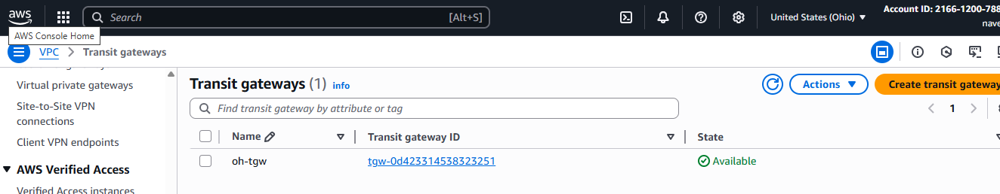 aws
Search [Alt+S] United States (Ohio) Account ID: 2166-1200-788
nave
AWS Console Home
VPC > Transit gateways
Virtual private gateways
Site-to-Site VPN
connections
Client VPN endpoints
AWS Verified Access
Verified Access instances
Transit gateways (1) info
Actions Create transit gateway
Find transit gateway by attribute or tag
1
Name Transit gateway ID State
oh-tgw tgw-0d423314538323251 Available